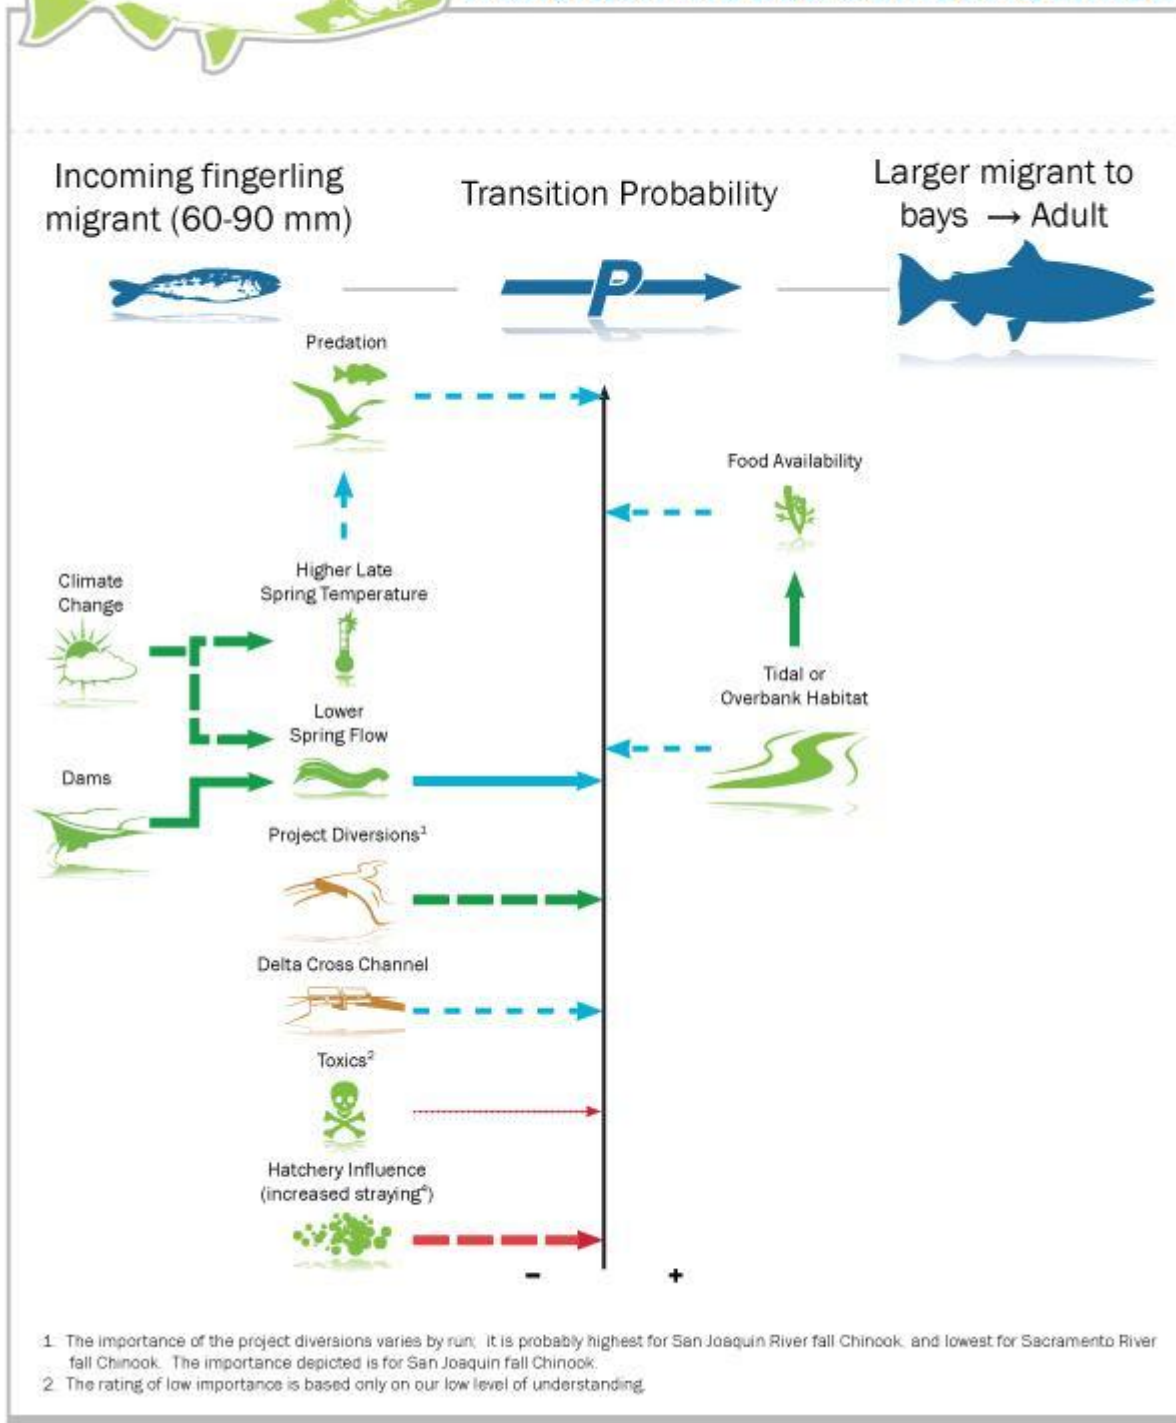 Incoming fingerling
migrant (60-90 mm)
Transition Probability
Larger migrant to
bays → Adult
P
Predation
Food Availability
Higher Late
Spring Temperature
Climate
Change
Tidal or
Overbank Habitat
Lower
Spring Flow
Dams
Project Diversions¹
Delta Cross Channel
Toxics²
Hatchery Influence
(increased straying⁴)
– +
1. The importance of the project diversions varies by run; it is probably highest for San Joaquin River fall Chinook, and lowest for Sacramento River
fall Chinook. The importance depicted is for San Joaquin fall Chinook.
2. The rating of low importance is based only on our low level of understanding.